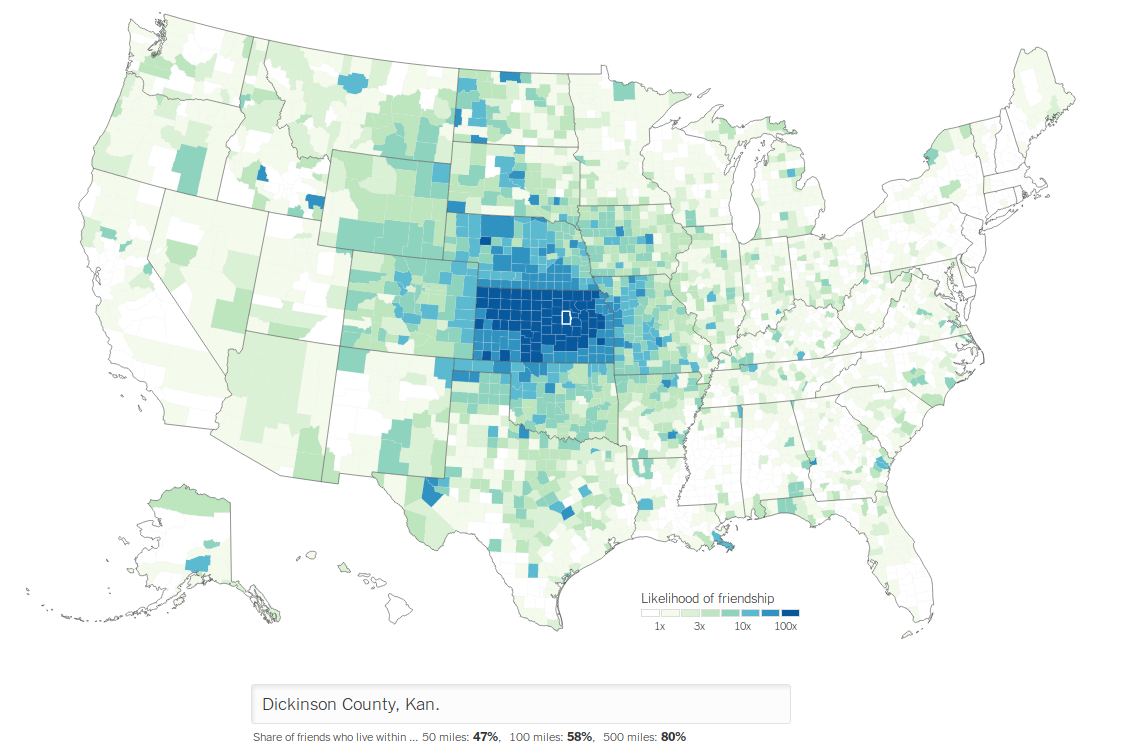 Likelihood of friendship
1x 3x 10x 100x
Dickinson County, Kan.
Share of friends who live within ... 50 miles: 47%, 100 miles: 58%, 500 miles: 80%